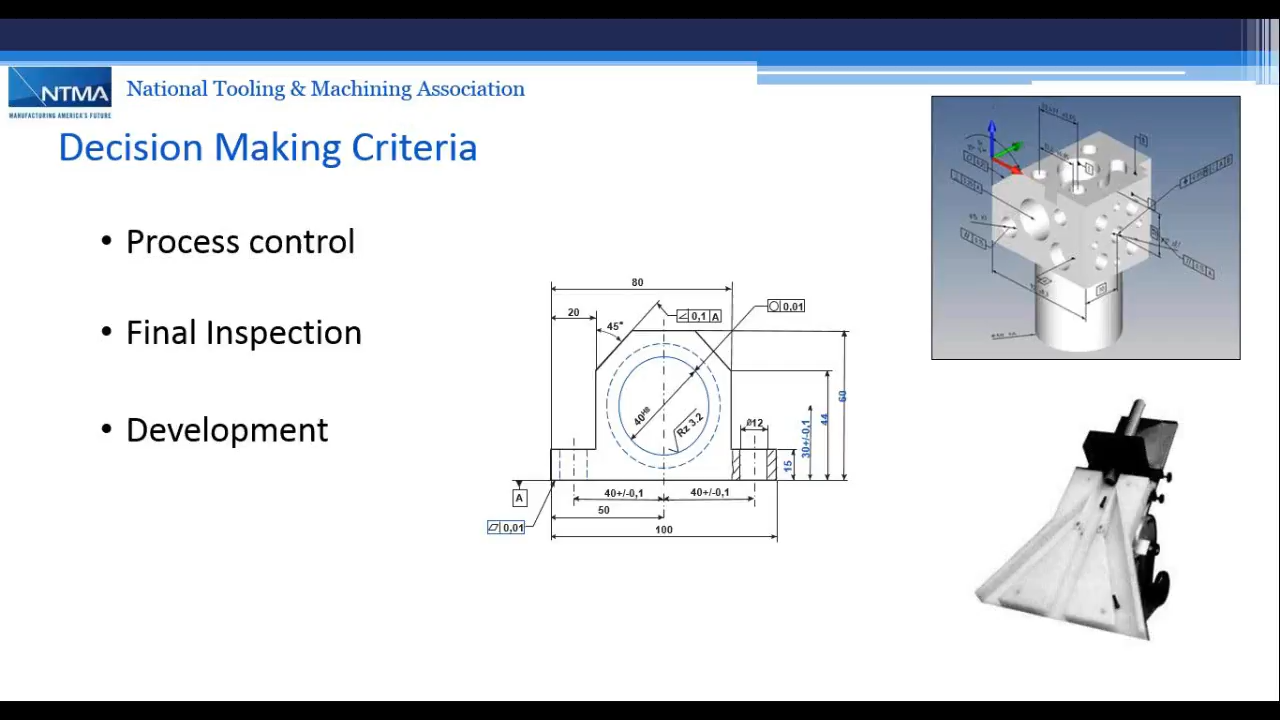 NTMA
MANUFACTURING AMERICA'S FUTURE
National Tooling & Machining Association
Decision Making Criteria
• Process control
• Final Inspection
• Development
80
20
45°
0,1 A
0,01
40H8
Rz 3.2
ø12
15
30+/-0,1
44
60
A
40+/-0,1
40+/-0,1
50
0,01
100